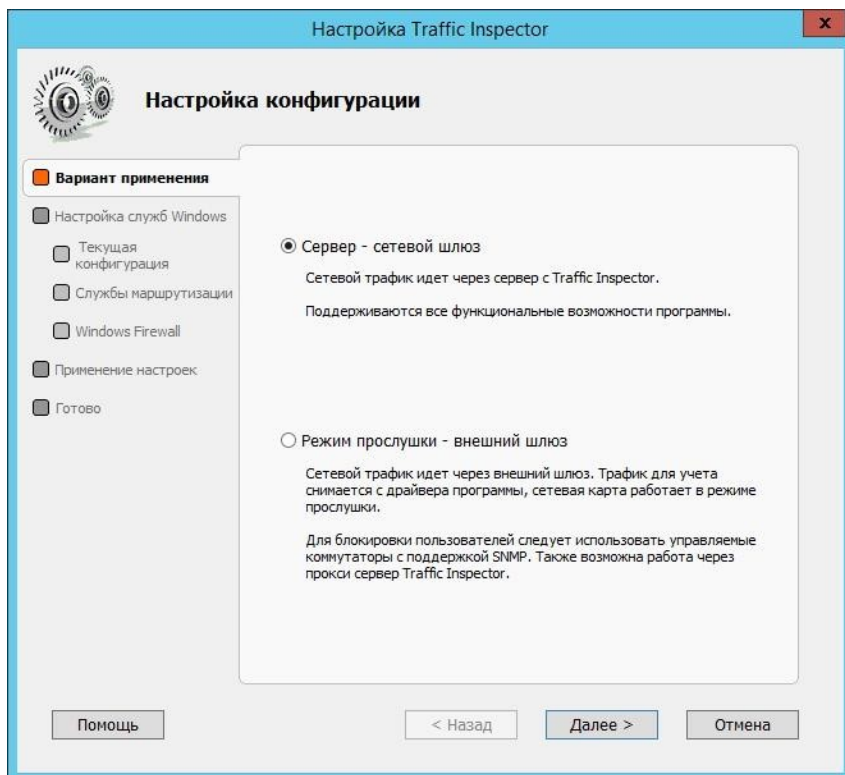 Настройка Traffic Inspector
x
Настройка конфигурации
Вариант применения
Настройка служб Windows
Текущая
конфигурация
Службы маршрутизации
Windows Firewall
Применение настроек
Готово
Сервер - сетевой шлюз
Сетевой трафик идет через сервер с Traffic Inspector.
Поддерживаются все функциональные возможности программы.
Режим прослушки - внешний шлюз
Сетевой трафик идет через внешний шлюз. Трафик для учета
снимается с драйвера программы, сетевая карта работает в режиме
прослушки.
Для блокировки пользователей следует использовать управляемые
коммутаторы с поддержкой SNMP. Также возможна работа через
прокси сервер Traffic Inspector.
Помощь
< Назад
Далее >
Отмена